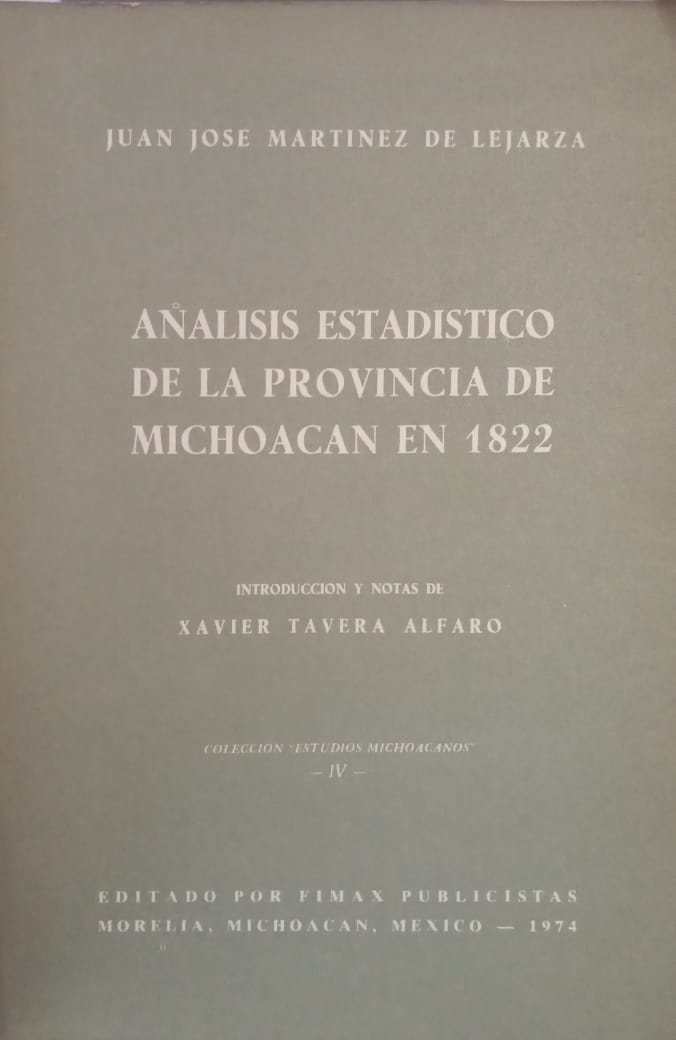 JUAN JOSE MARTINEZ DE LEJARZA
AÑALISIS ESTADISTICO
DE LA PROVINCIA DE
MICHOACAN EN 1822
INTRODUCCION Y NOTAS DE
XAVIER TAVERA ALFARO
COLECCION "ESTUDIOS MICHOACANOS"
— IV —
EDITADO POR FIMAX PUBLICISTAS
MORELIA, MICHOACAN, MEXICO — 1974